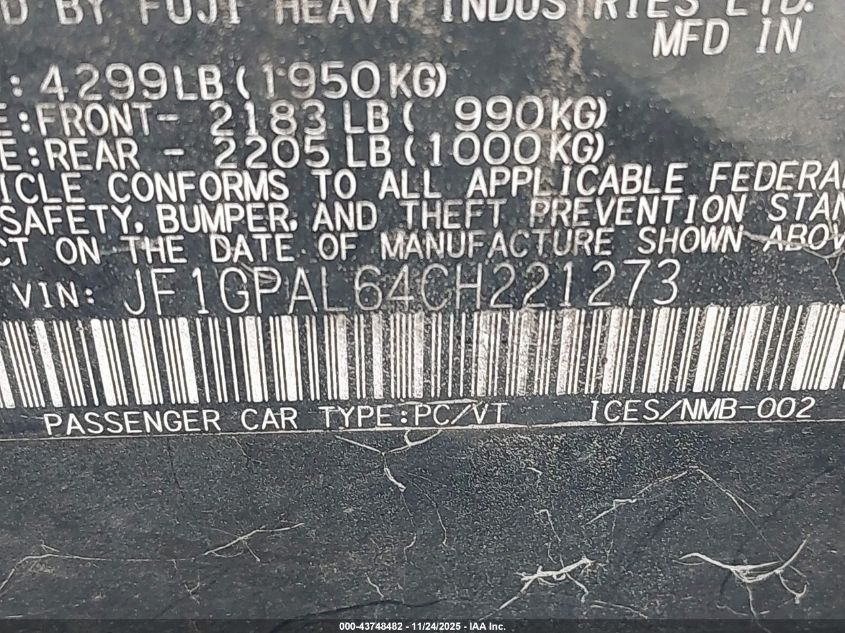 BY FUJI HEAVY INDUSTRIES LTD.
MFD IN
: 4299LB(1950KG)
E:FRONT- 2183 LB( 990KG)
E:REAR - 2205 LB(1000KG)
ICLE CONFORMS TO ALL APPLICABLE FEDERAL
SAFETY, BUMPER, AND THEFT PREVENTION STAN
CT ON THE DATE OF MANUFACTURE SHOWN ABOV
VIN: JF1GPAL64CH221273
PASSENGER CAR TYPE:PC/VT ICES/NMB-002
000-43748482 - 11/24/2025 - IAA Inc.